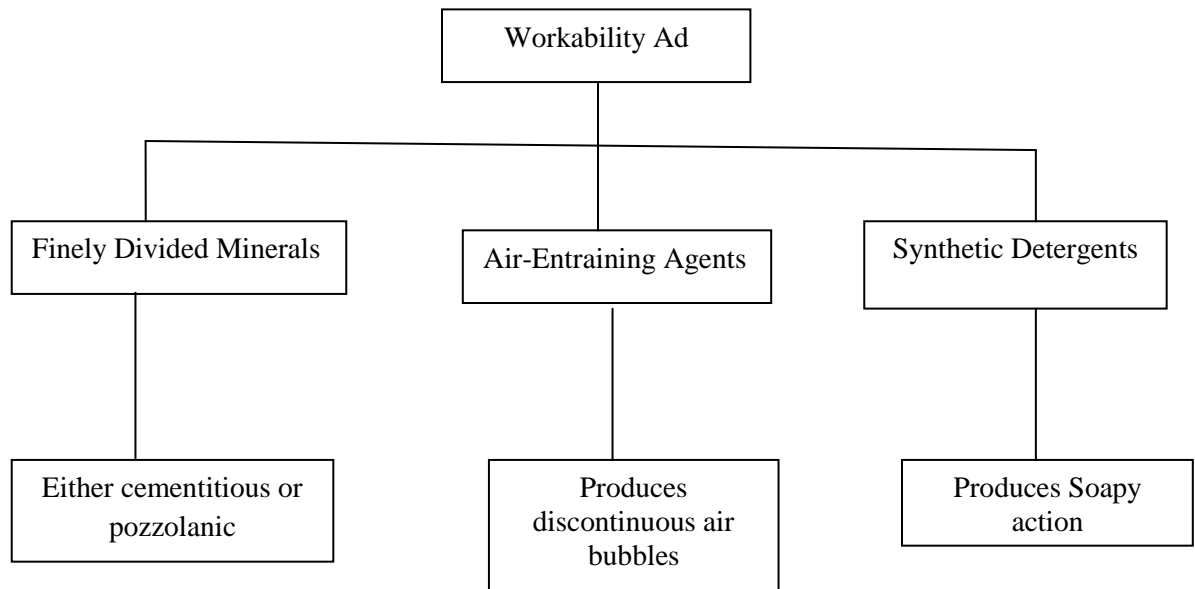 Workability Ad
Finely Divided Minerals
Air-Entraining Agents
Synthetic Detergents
Either cementitious or
pozzolanic
Produces
discontinuous air
bubbles
Produces Soapy
action